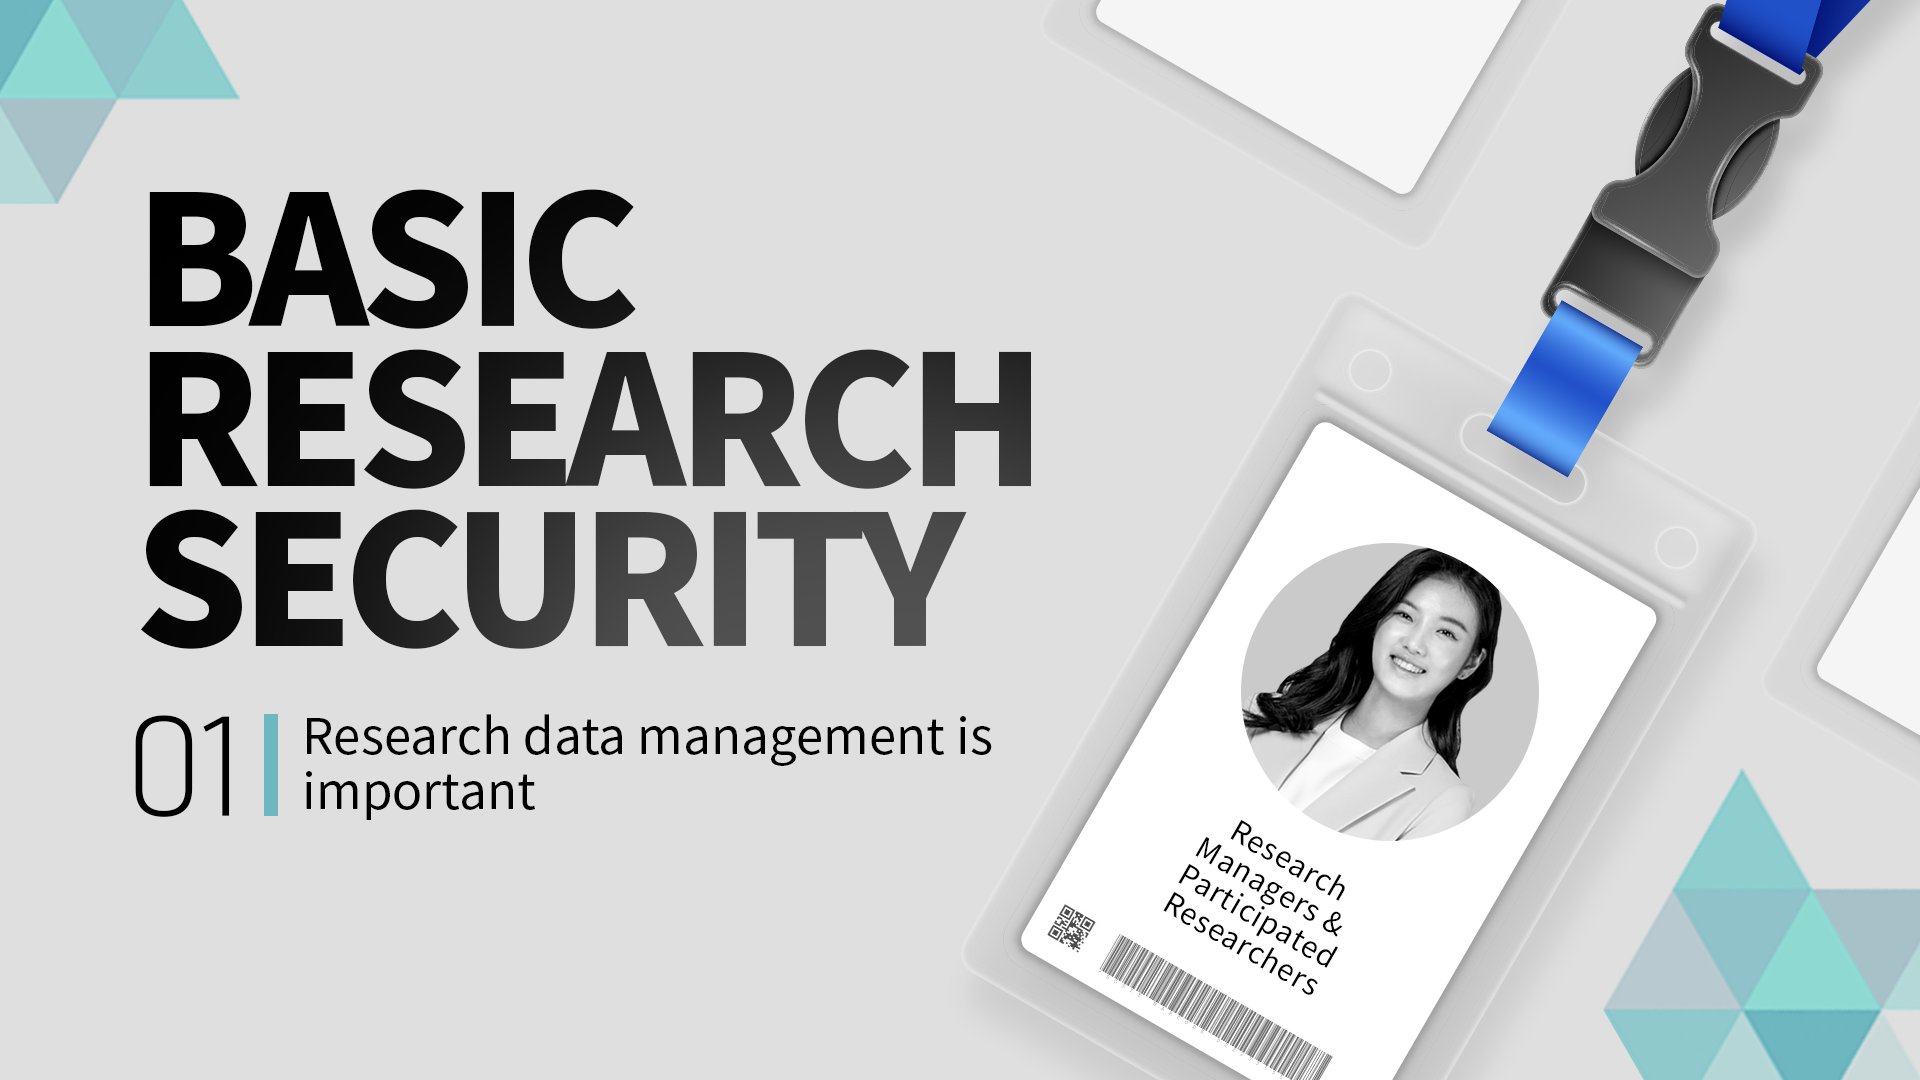 BASIC
RESEARCH
SECURITY
01
Research data management is
important
Research
Managers &
Participated
Researchers